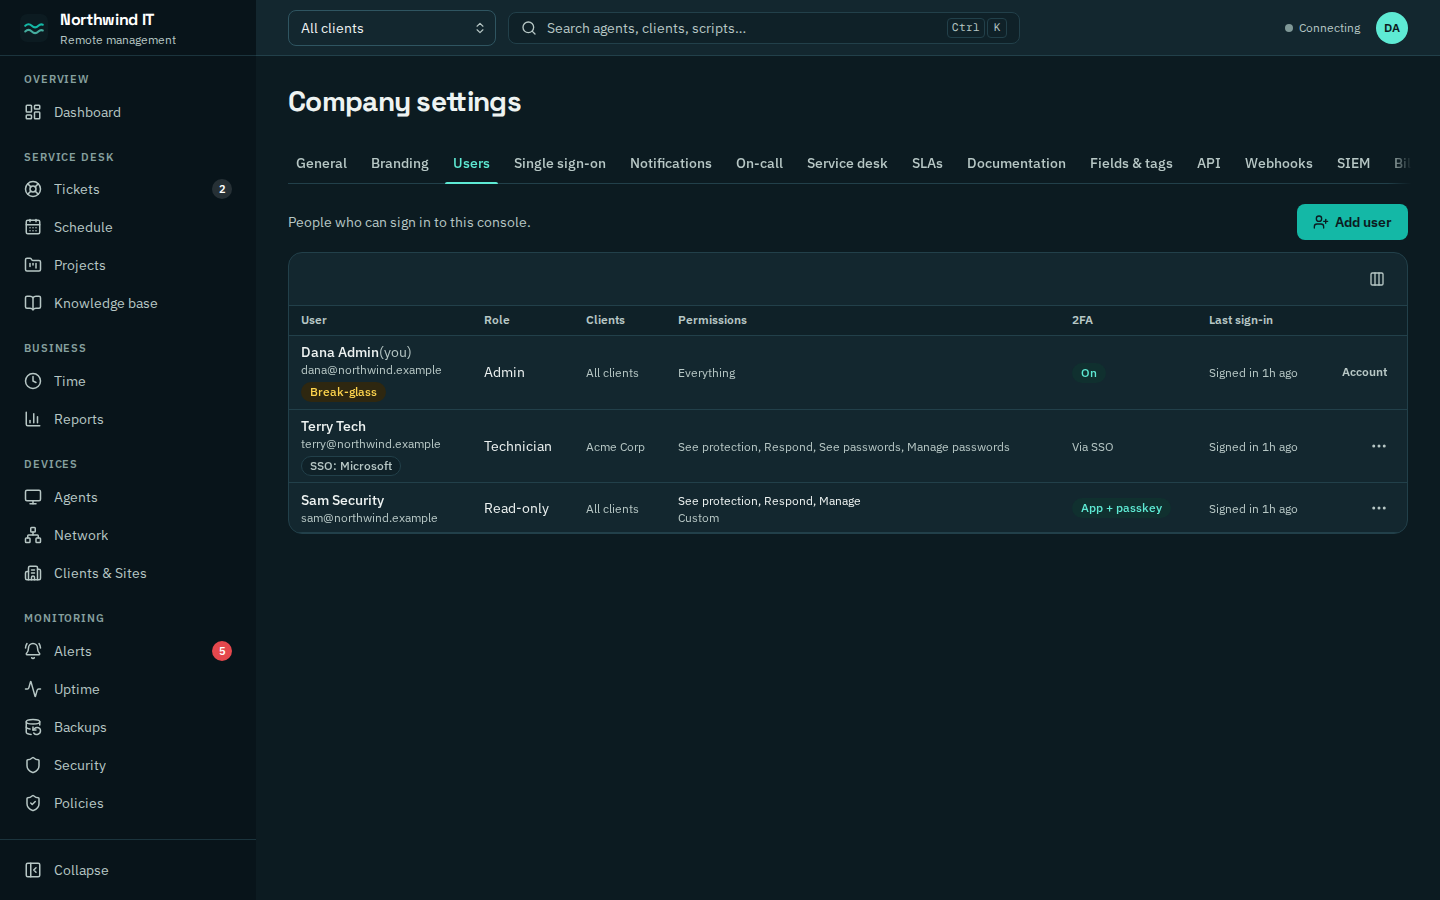 Northwind IT
Remote management
All clients
Search agents, clients, scripts...
Ctrl K
Connecting
DA
OVERVIEW
Dashboard
SERVICE DESK
Tickets 2
Schedule
Projects
Knowledge base
BUSINESS
Time
Reports
DEVICES
Agents
Network
Clients & Sites
MONITORING
Alerts 5
Uptime
Backups
Security
Policies
Collapse
Company settings
General Branding Users Single sign-on Notifications On-call Service desk SLAs Documentation Fields & tags API Webhooks SIEM
People who can sign in to this console.
Add user
User Role Clients Permissions 2FA Last sign-in
Dana Admin(you)
dana@northwind.example
Break-glass
Admin All clients Everything On Signed in 1h ago Account
Terry Tech
terry@northwind.example
SSO: Microsoft
Technician Acme Corp See protection, Respond, See passwords, Manage passwords Via SSO Signed in 1h ago
Sam Security
sam@northwind.example
Read-only All clients
See protection, Respond, Manage
Custom
App + passkey Signed in 1h ago